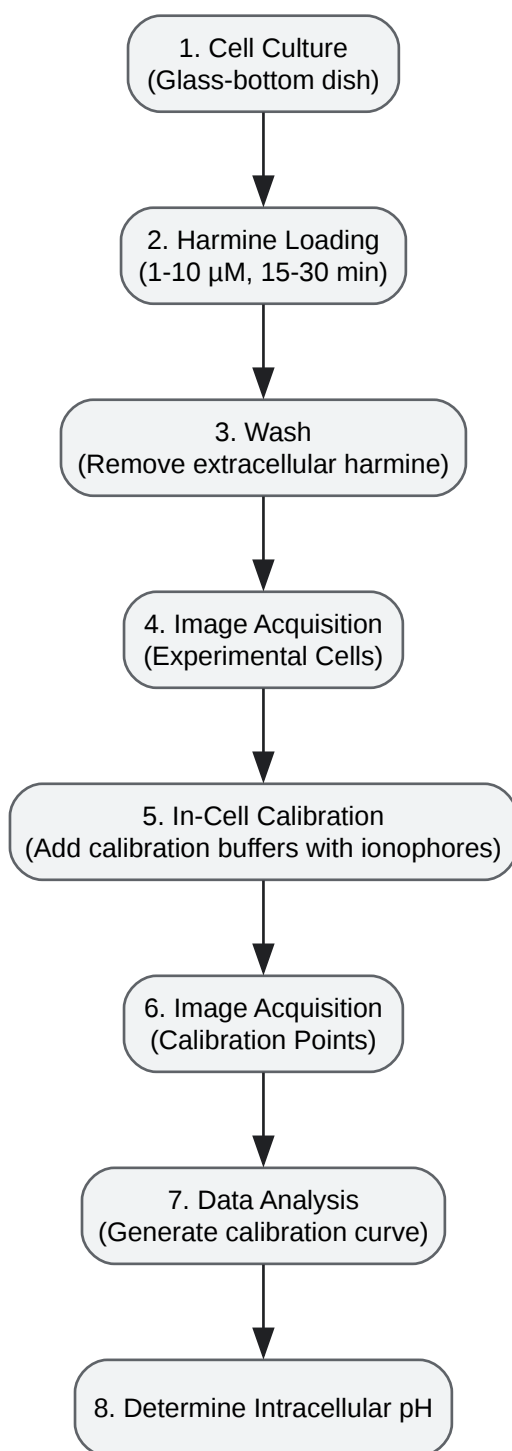 1. Cell Culture
(Glass-bottom dish)
2. Harmine Loading
(1-10 µM, 15-30 min)
3. Wash
(Remove extracellular harmine)
4. Image Acquisition
(Experimental Cells)
5. In-Cell Calibration
(Add calibration buffers with ionophores)
6. Image Acquisition
(Calibration Points)
7. Data Analysis
(Generate calibration curve)
8. Determine Intracellular pH